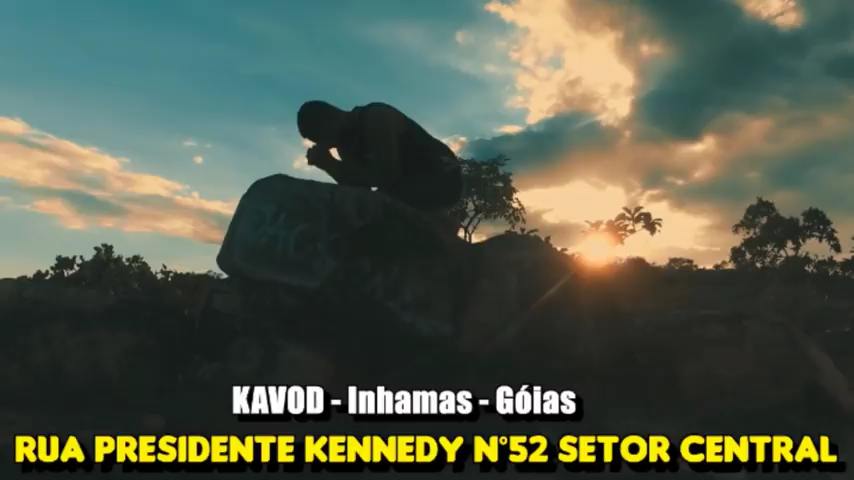 KAVOD - Inhamas - Góias
RUA PRESIDENTE KENNEDY N°52 SETOR CENTRAL